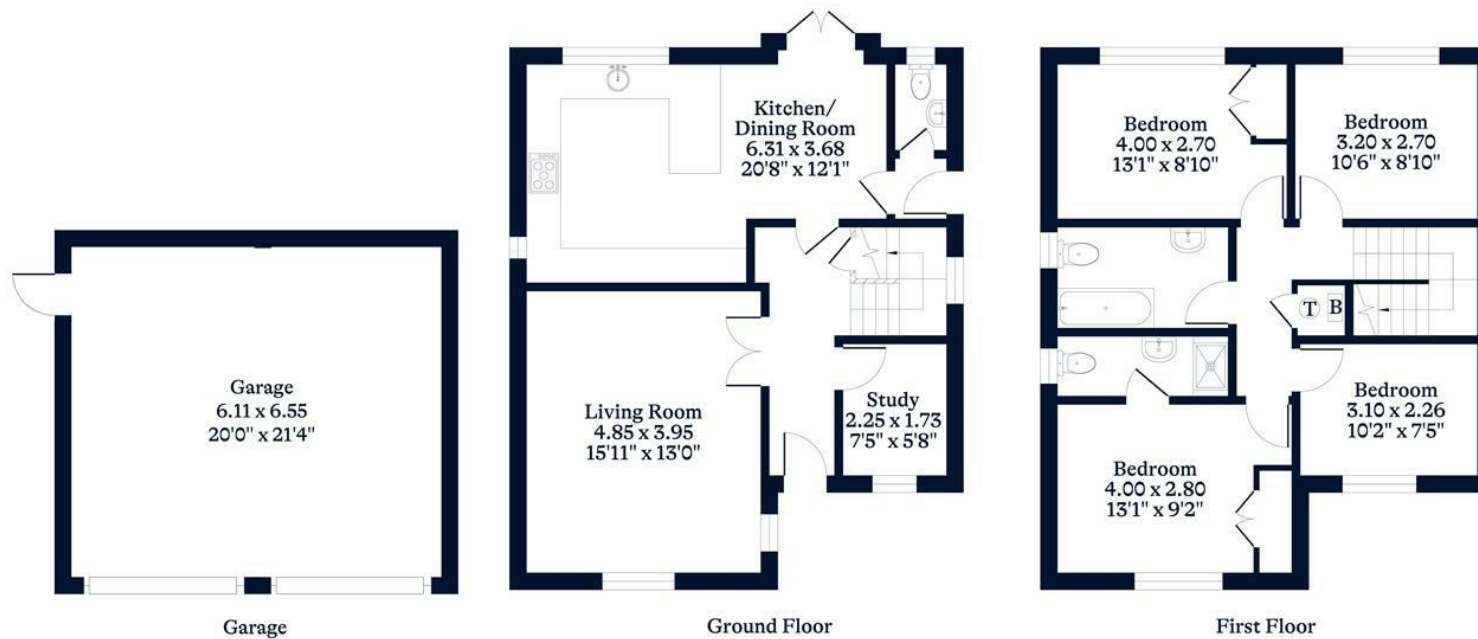 Garage
6.11 x 6.55
20'0" x 21'4"
Garage
Kitchen/
Dining Room
6.31 x 3.68
20'8" x 12'1"
Living Room
4.85 x 3.95
15'11" x 13'0"
Study
2.25 x 1.73
7'5" x 5'8"
Ground Floor
Bedroom
4.00 x 2.70
13'1" x 8'10"
Bedroom
3.20 x 2.70
10'6" x 8'10"
T B
Bedroom
3.10 x 2.26
10'2" x 7'5"
Bedroom
4.00 x 2.80
13'1" x 9'2"
First Floor